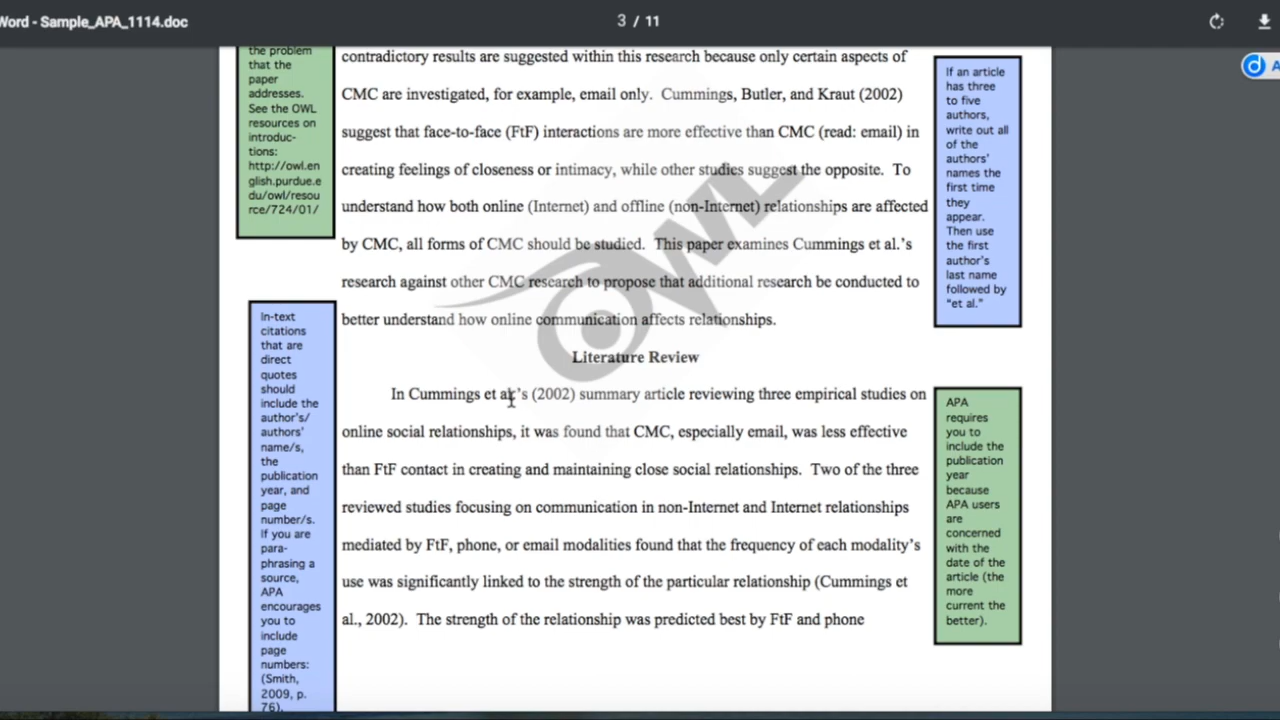 Word - Sample_APA_1114.doc
3 / 11
the problem
that the
paper
addresses.
See the OWL
resources on
introduc-
tions:
http://owl.en
glish.purdue.e
du/owl/resou
rce/724/01/
In-text
citations
that are
direct
quotes
should
include the
author's/
authors'
name/s,
the
publication
year, and
page
number/s.
If you are
para-
phrasing a
source,
APA
encourages
you to
include
page
numbers:
(Smith,
2009, p.
76).
contradictory results are suggested within this research because only certain aspects of
CMC are investigated, for example, email only.  Cummings, Butler, and Kraut (2002)
suggest that face-to-face (FtF) interactions are more effective than CMC (read: email) in
creating feelings of closeness or intimacy, while other studies suggest the opposite.  To
understand how both online (Internet) and offline (non-Internet) relationships are affected
by CMC, all forms of CMC should be studied.  This paper examines Cummings et al.'s
research against other CMC research to propose that additional research be conducted to
better understand how online communication affects relationships.
Literature Review
In Cummings et al.'s (2002) summary article reviewing three empirical studies on
online social relationships, it was found that CMC, especially email, was less effective
than FtF contact in creating and maintaining close social relationships.  Two of the three
reviewed studies focusing on communication in non-Internet and Internet relationships
mediated by FtF, phone, or email modalities found that the frequency of each modality's
use was significantly linked to the strength of the particular relationship (Cummings et
al., 2002).  The strength of the relationship was predicted best by FtF and phone
OWL
If an article
has three
to five
authors,
write out all
of the
authors'
names the
first time
they
appear.
Then use
the first
author's
last name
followed by
"et al."
APA
requires
you to
include the
publication
year
because
APA users
are
concerned
with the
date of the
article (the
more
current the
better).